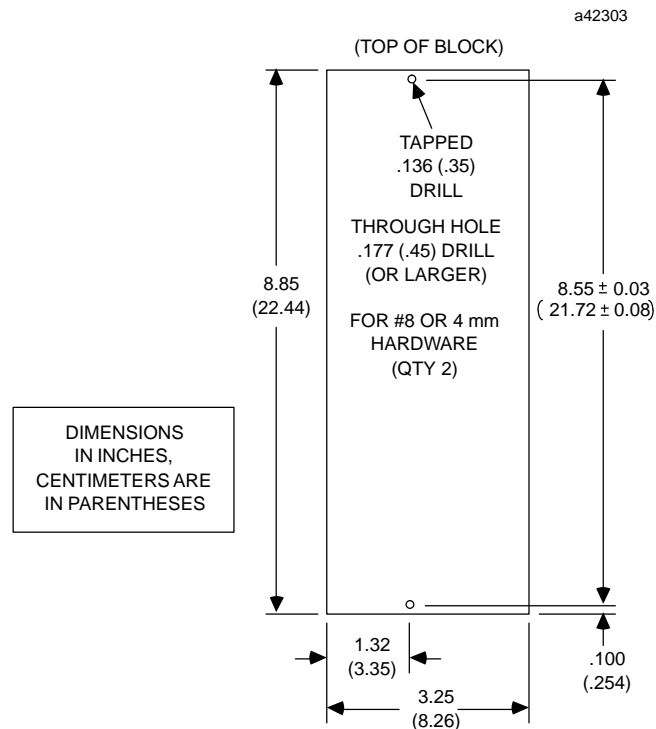 a42303
(TOP OF BLOCK)
TAPPED
.136 (.35)
DRILL
THROUGH HOLE
.177 (.45) DRILL
(OR LARGER)
FOR #8 OR 4 mm
HARDWARE
(QTY 2)
8.85
(22.44)
8.55 ± 0.03
(21.72 ± 0.08)
DIMENSIONS
IN INCHES,
CENTIMETERS ARE
IN PARENTHESES
1.32
(3.35)
.100
(.254)
3.25
(8.26)